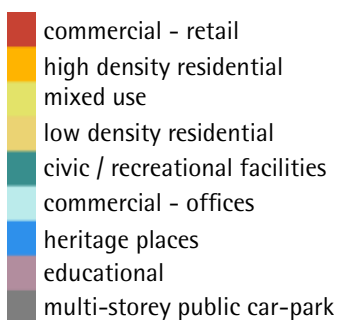 commercial - retail
high density residential
mixed use
low density residential
civic / recreational facilities
commercial - offices
heritage places
educational
multi-storey public car-park